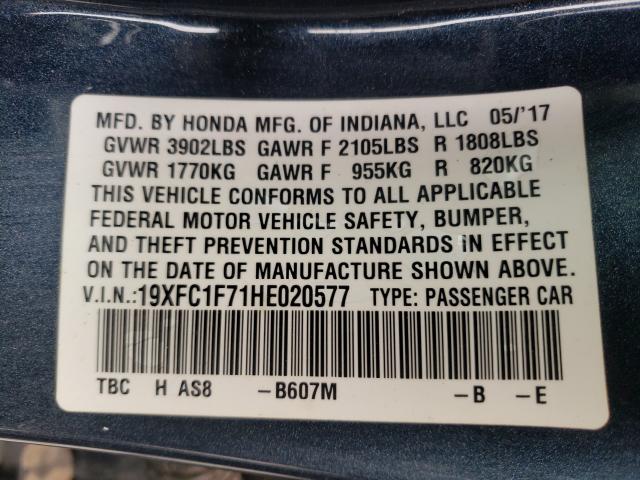 MFD. BY HONDA MFG. OF INDIANA, LLC 05/'17
GVWR 3902LBS GAWR F 2105LBS R 1808LBS
GVWR 1770KG GAWR F 955KG R 820KG
THIS VEHICLE CONFORMS TO ALL APPLICABLE
FEDERAL MOTOR VEHICLE SAFETY, BUMPER,
AND THEFT PREVENTION STANDARDS IN EFFECT
ON THE DATE OF MANUFACTURE SHOWN ABOVE.
V.I.N.:19XFC1F71HE020577 TYPE: PASSENGER CAR
TBC H AS8 -B607M -B -E